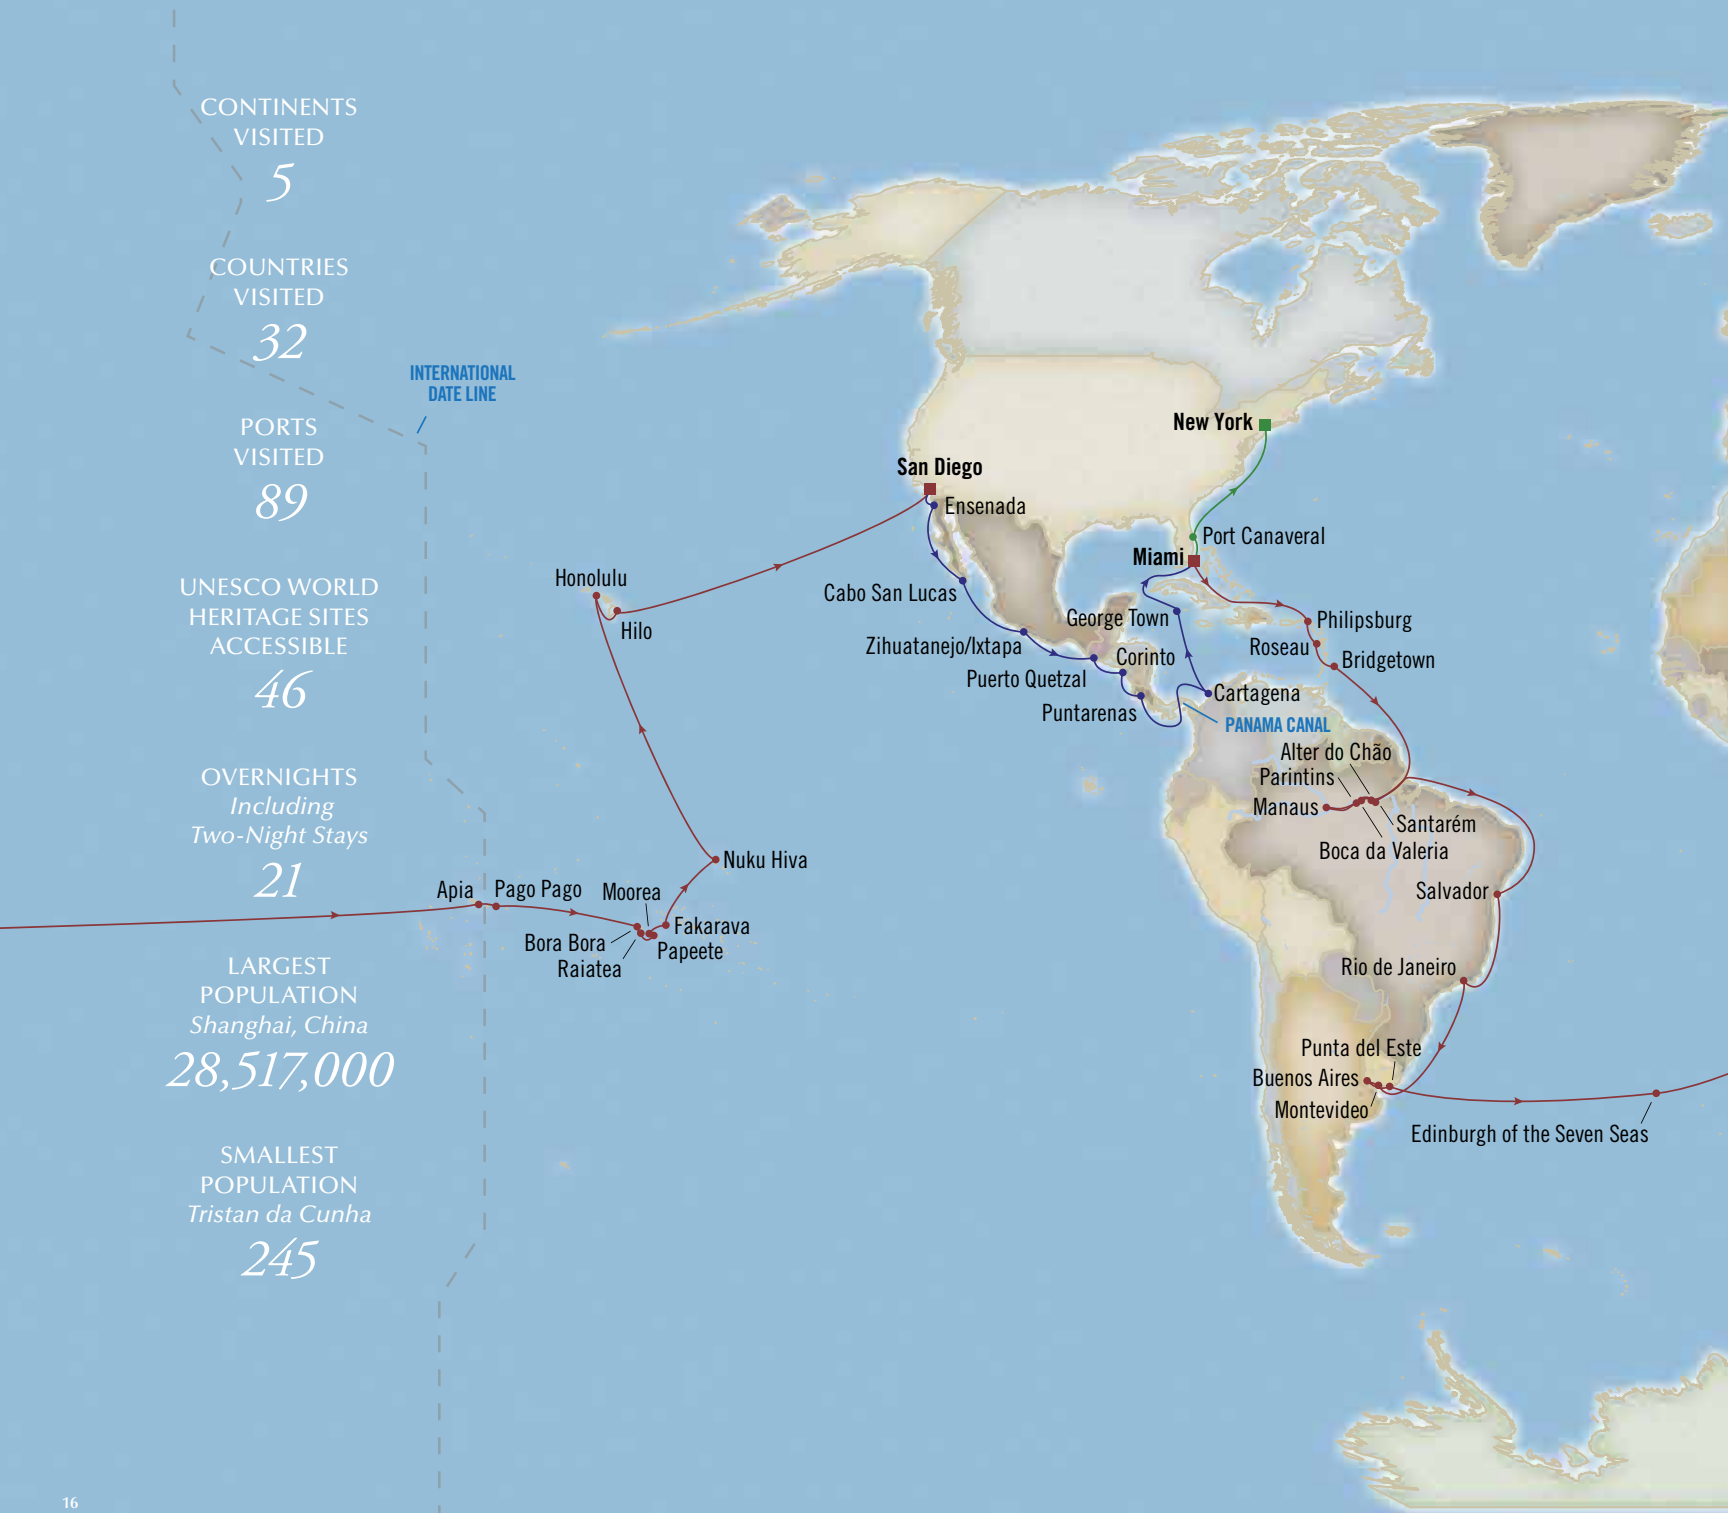 CONTINENTS
VISITED
5
COUNTRIES
VISITED
32
INTERNATIONAL
DATE LINE
PORTS
VISITED
89
UNESCO WORLD
HERITAGE SITES
ACCESSIBLE
46
OVERNIGHTS
Including
Two-Night Stays
21
LARGEST
POPULATION
Shanghai, China
28,517,000
SMALLEST
POPULATION
Tristan da Cunha
245
New York
San Diego
Ensenada
Port Canaveral
Miami
Honolulu
Hilo
Cabo San Lucas
George Town
Philipsburg
Zihuatanejo/Ixtapa
Roseau
Corinto
Bridgetown
Puerto Quetzal
Cartagena
Puntarenas
PANAMA CANAL
Alter do Chão
Parintins
Manaus
Santarém
Boca da Valeria
Nuku Hiva
Apia
Pago Pago
Moorea
Salvador
Fakarava
Bora Bora
Papeete
Raiatea
Rio de Janeiro
Punta del Este
Buenos Aires
Montevideo
Edinburgh of the Seven Seas
16